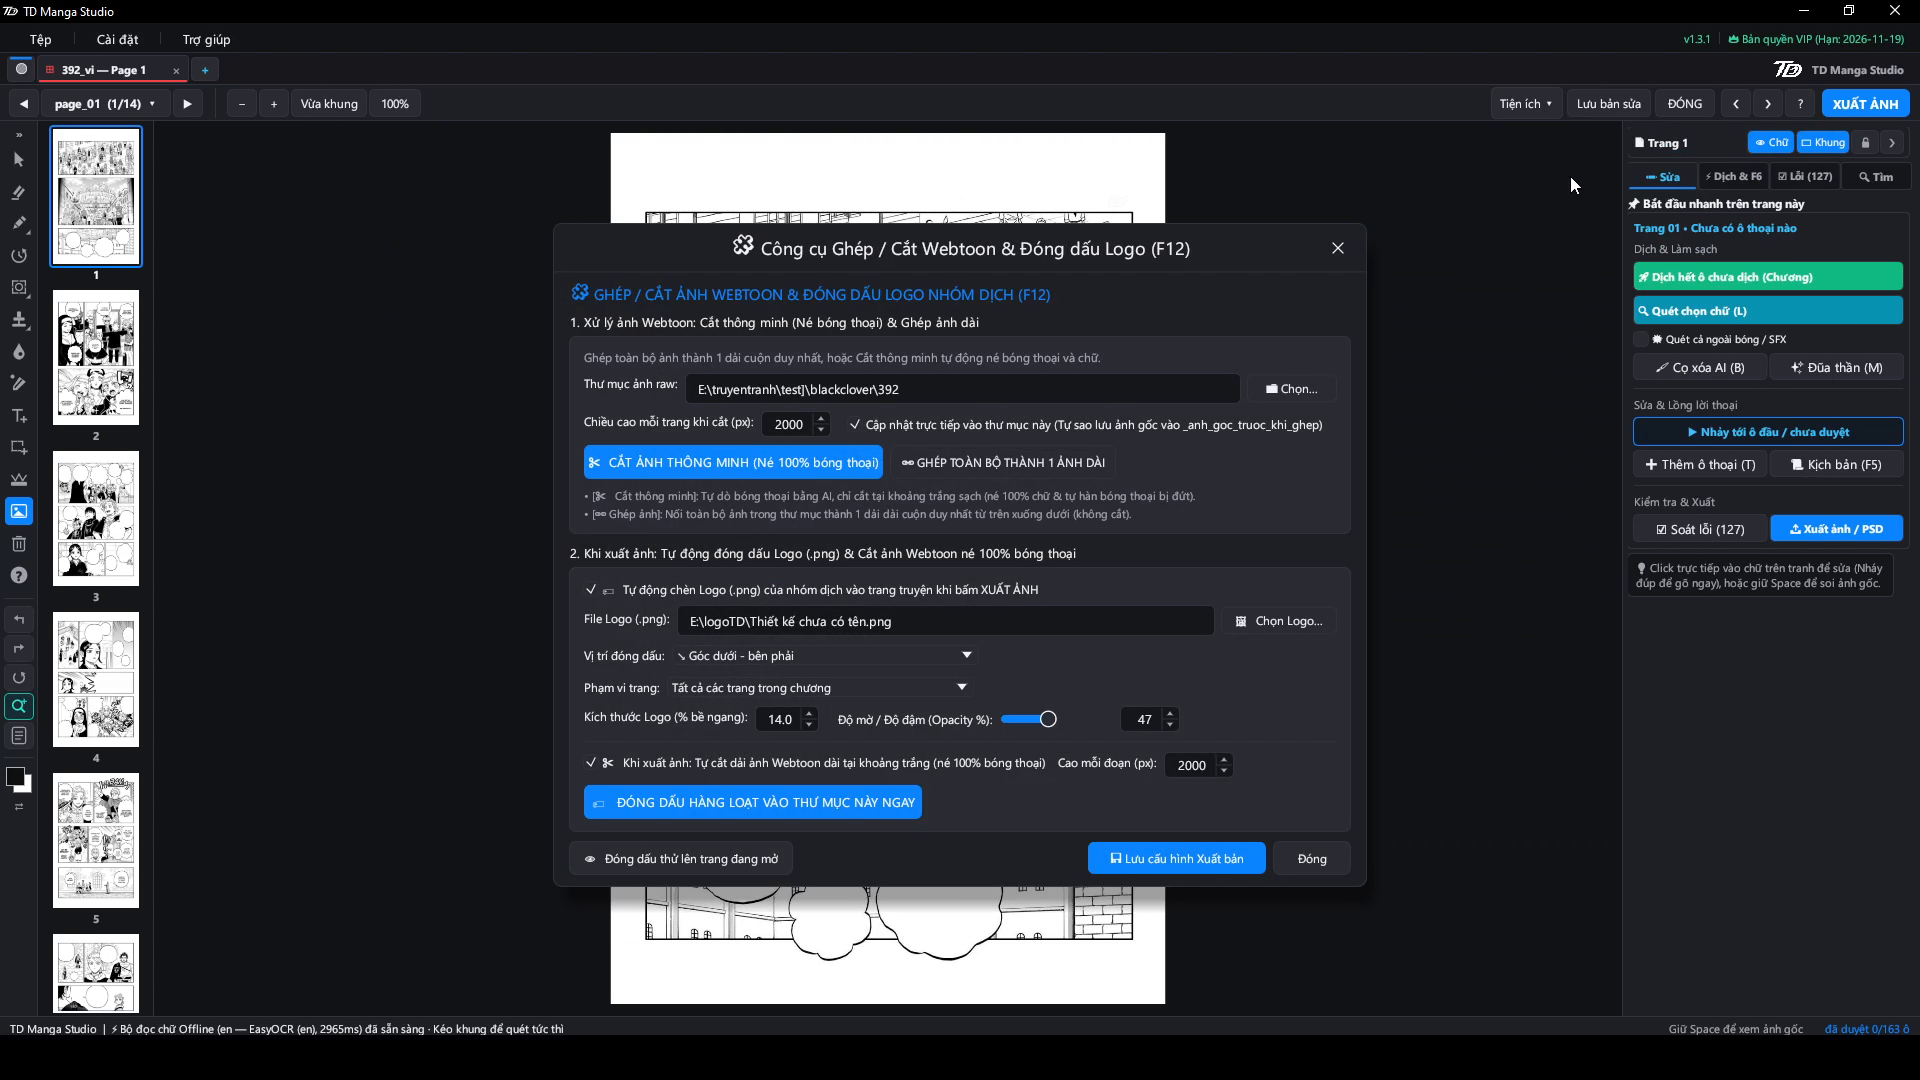 TD Manga Studio
Tệp
Cài đặt
Trợ giúp
v1.3.1
Bản quyền VIP (Hạn: 2026-11-19)
392_vi — Page 1
TD Manga Studio
page_01 (1/14)
Vừa khung
100%
Tiện ích
Lưu bản sửa
ĐÓNG
?
XUẤT ẢNH
1
2
3
4
5
Công cụ Ghép / Cắt Webtoon & Đóng dấu Logo (F12)
GHÉP / CẮT ẢNH WEBTOON & ĐÓNG DẤU LOGO NHÓM DỊCH (F12)
1. Xử lý ảnh Webtoon: Cắt thông minh (Né bóng thoại) & Ghép ảnh dài
Ghép toàn bộ ảnh thành 1 dải cuộn duy nhất, hoặc Cắt thông minh tự động né bóng thoại và chữ.
Thư mục ảnh raw:
E:\truyentranh\test]\blackclover\392
Chọn...
Chiều cao mỗi trang khi cắt (px):
2000
Cập nhật trực tiếp vào thư mục này (Tự sao lưu ảnh gốc vào _anh_goc_truoc_khi_ghep)
CẮT ẢNH THÔNG MINH (Né 100% bóng thoại)
GHÉP TOÀN BỘ THÀNH 1 ẢNH DÀI
• [✂ Cắt thông minh]: Tự dò bóng thoại bằng AI, chỉ cắt tại khoảng trắng sạch (né 100% chữ & tự hàn bóng thoại bị đứt).
• [Ghép ảnh]: Nối toàn bộ ảnh trong thư mục thành 1 dải dài cuộn duy nhất từ trên xuống dưới (không cắt).
2. Khi xuất ảnh: Tự động đóng dấu Logo (.png) & Cắt ảnh Webtoon né 100% bóng thoại
Tự động chèn Logo (.png) của nhóm dịch vào trang truyện khi bấm XUẤT ẢNH
File Logo (.png):
E:\logoTD\Thiết kế chưa có tên.png
Chọn Logo...
Vị trí đóng dấu:
↘ Góc dưới - bên phải
Phạm vi trang:
Tất cả các trang trong chương
Kích thước Logo (% bề ngang):
14.0
Độ mờ / Độ đậm (Opacity %):
47
Khi xuất ảnh: Tự cắt dải ảnh Webtoon dài tại khoảng trắng (né 100% bóng thoại)
Cao mỗi đoạn (px):
2000
ĐÓNG DẤU HÀNG LOẠT VÀO THƯ MỤC NÀY NGAY
Đóng dấu thử lên trang đang mở
Lưu cấu hình Xuất bản
Đóng
Trang 1
Chữ
Khung
Sửa
Dịch & F6
Lỗi (127)
Tìm
Bắt đầu nhanh trên trang này
Trang 01 • Chưa có ô thoại nào
Dịch & Làm sạch
Dịch hết ô chưa dịch (Chương)
Quét chọn chữ (L)
Quét cả ngoài bóng / SFX
Cọ xóa AI (B)
Đũa thần (M)
Sửa & Lồng lời thoại
Nhảy tới ô đầu / chưa duyệt
Thêm ô thoại (T)
Kịch bản (F5)
Kiểm tra & Xuất
Soát lỗi (127)
Xuất ảnh / PSD
Click trực tiếp vào chữ trên tranh để sửa (Nháy
đúp để gõ ngay), hoặc giữ Space để soi ảnh gốc.
TD Manga Studio | ⚡Bộ đọc chữ Offline (en — EasyOCR (en), 2965ms) đã sẵn sàng · Kéo khung để quét tức thì
Giữ Space để xem ảnh gốc
đã duyệt 0/163 ô